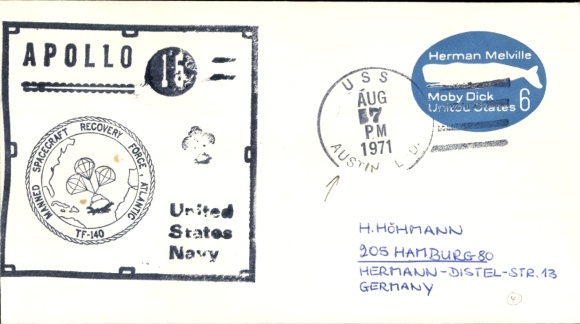 APOLLO 15
MANNED SPACECRAFT RECOVERY FORCE, ATLANTIC
TF-140
United
States
Navy
USS
AUG
PM
1971
AUSTIN L
Herman Melville
Moby Dick
United States 6
H. HÖHMANN
205 HAMBURG 80
HERMANN-DISTEL-STR. 13
GERMANY